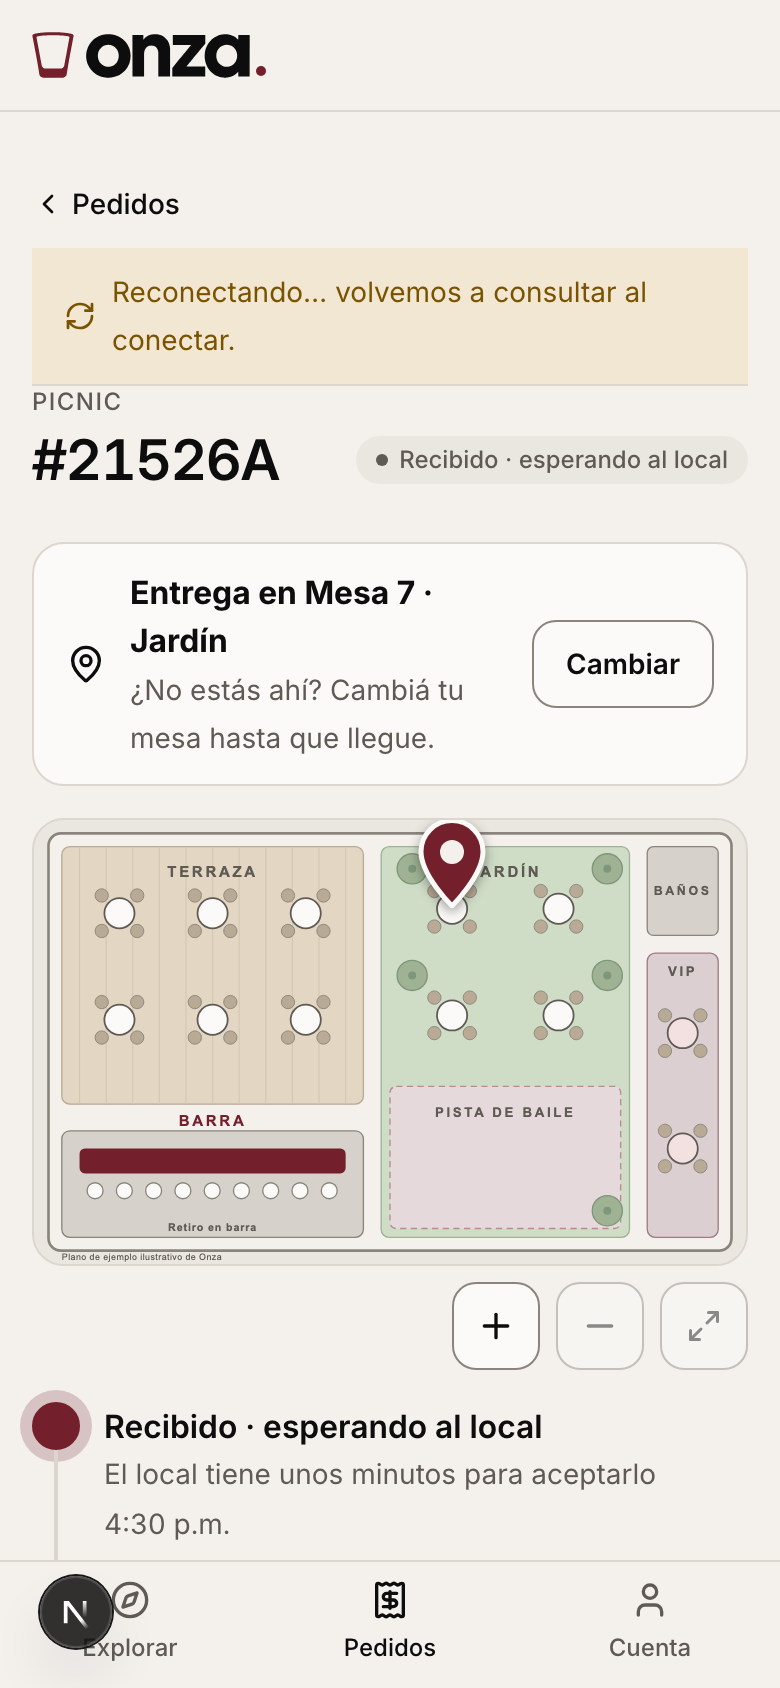 onza.
Pedidos
Reconectando... volvemos a consultar al
conectar.
PICNIC
#21526A
Recibido · esperando al local
Entrega en Mesa 7 ·
Jardín
¿No estás ahí? Cambiá tu
mesa hasta que llegue.
Cambiar
TERRAZA
ARDÍN
BAÑOS
VIP
BARRA
PISTA DE BAILE
Retiro en barra
Plano de ejemplo ilustrativo de Onza
Recibido · esperando al local
El local tiene unos minutos para aceptarlo
4:30 p.m.
N
Explorar
Pedidos
Cuenta